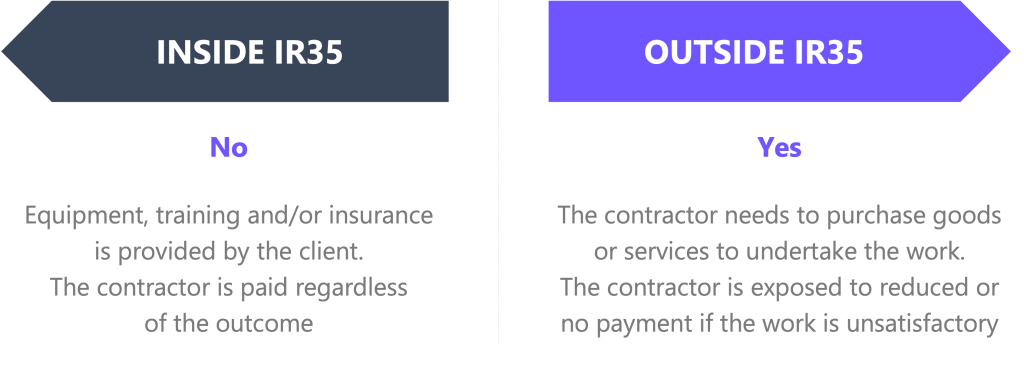 INSIDE IR35
No
Equipment, training and/or insurance
is provided by the client.
The contractor is paid regardless
of the outcome
OUTSIDE IR35
Yes
The contractor needs to purchase goods
or services to undertake the work.
The contractor is exposed to reduced or
no payment if the work is unsatisfactory